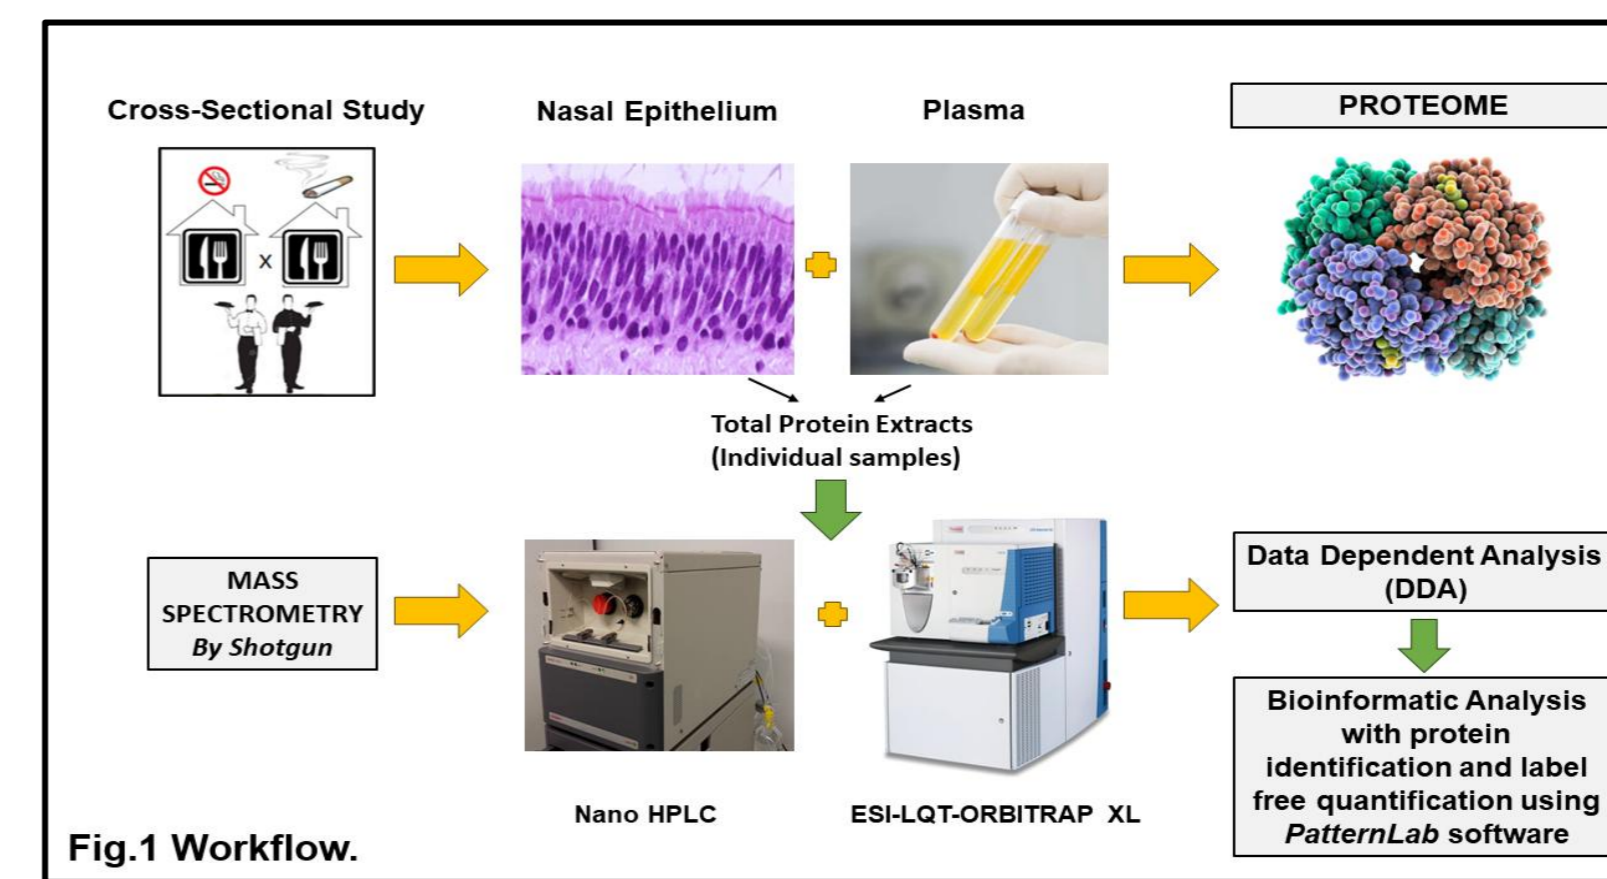 Cross-Sectional Study
Nasal Epithelium
Plasma
PROTEOME
X
Total Protein Extracts
(Individual samples)
MASS
SPECTROMETRY
By Shotgun
Nano HPLC
ESI-LQT-ORBITRAP XL
Data Dependent Analysis
(DDA)
Bioinformatic Analysis
with protein
identification and label
free quantification using
PatternLab software
Fig.1 Workflow.